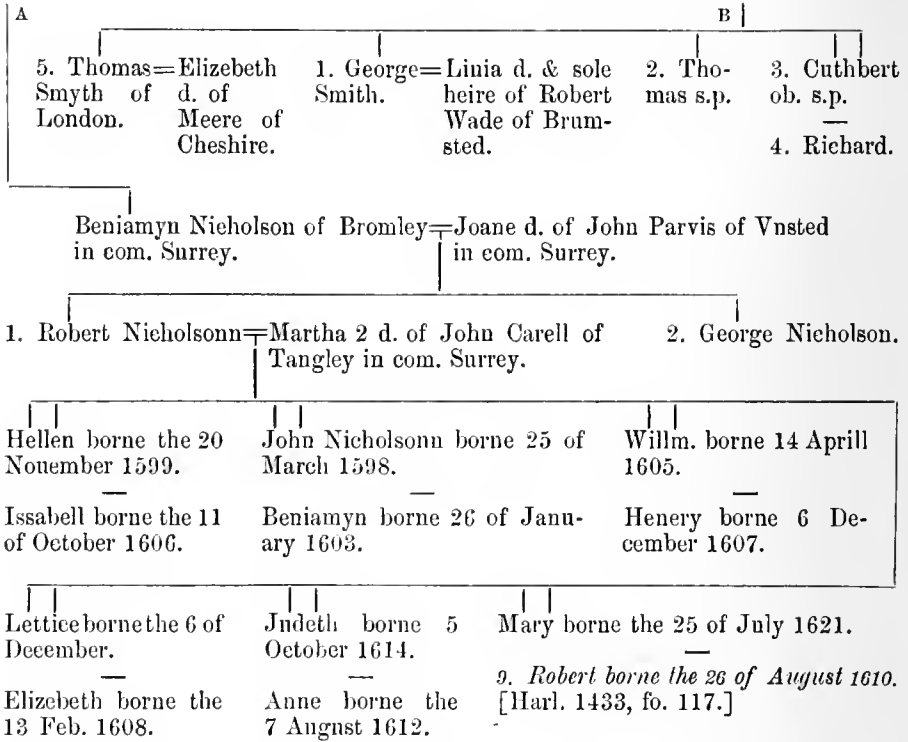 A
B
5. Thomas=Elizebeth
Smyth of
London.
d. of
Meere of
Cheshire.
1. George=Linia d. & sole
Smith.
heire of Robert
Wade of Brum-
sted.
2. Tho-
mas s.p.
3. Cuthbert
ob. s.p.
4. Richard.
Beniamyn Nicholson of Bromley=Joane d. of John Parvis of Vnsted
in com. Surrey.
in com. Surrey.
1. Robert Nicholsonn=Martha 2 d. of John Carell of
Tangley in com. Surrey.
2. George Nicholson.
Hellen borne the 20
Nouember 1599.
Issabell borne the 11
of October 1606.
John Nicholsonn borne 25 of
March 1598.
Beniamyn borne 26 of Janu-
ary 1603.
Willm. borne 14 Aprill
1605.
Henery borne 6 De-
cember 1607.
Lettice borne the 6 of
December.
Elizebeth borne the
13 Feb. 1608.
Judeth borne 5
October 1614.
Anne borne the
7 August 1612.
Mary borne the 25 of July 1621.
9. Robert borne the 26 of August 1610.
[Harl. 1433, fo. 117.]